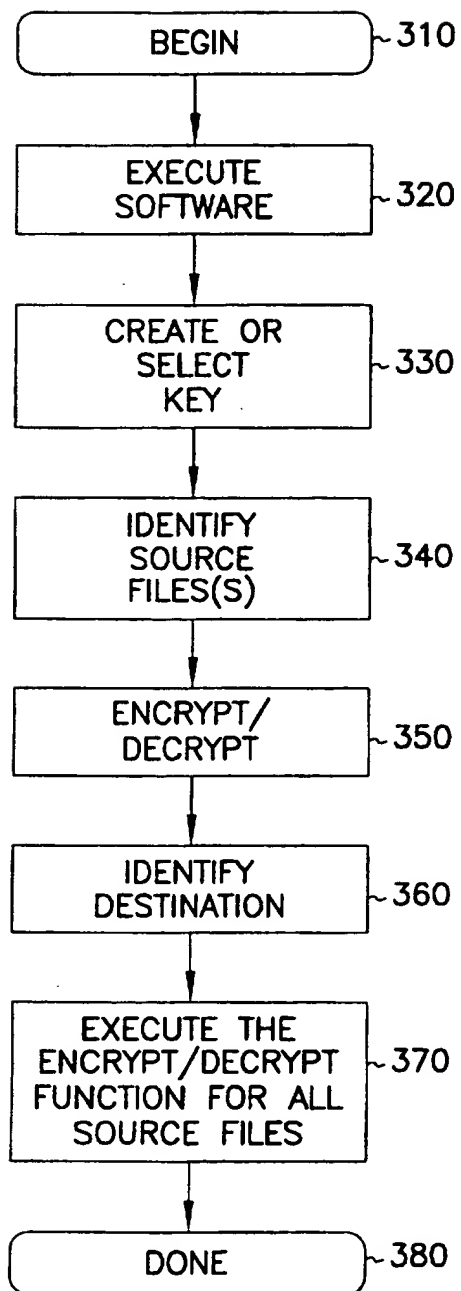 BEGIN
310
EXECUTE
SOFTWARE
320
CREATE OR
SELECT
KEY
330
IDENTIFY
SOURCE
FILES(S)
340
ENCRYPT/
DECRYPT
350
IDENTIFY
DESTINATION
360
EXECUTE THE
ENCRYPT/DECRYPT
FUNCTION FOR ALL
SOURCE FILES
370
DONE
380